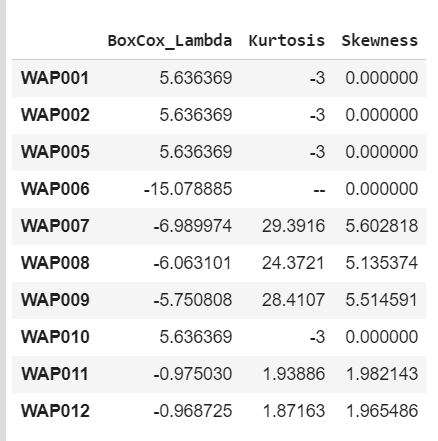 BoxCox_Lambda Kurtosis Skewness
WAP001 5.636369 -3 0.000000
WAP002 5.636369 -3 0.000000
WAP005 5.636369 -3 0.000000
WAP006 -15.078885 -- 0.000000
WAP007 -6.989974 29.3916 5.602818
WAP008 -6.063101 24.3721 5.135374
WAP009 -5.750808 28.4107 5.514591
WAP010 5.636369 -3 0.000000
WAP011 -0.975030 1.93886 1.982143
WAP012 -0.968725 1.87163 1.965486